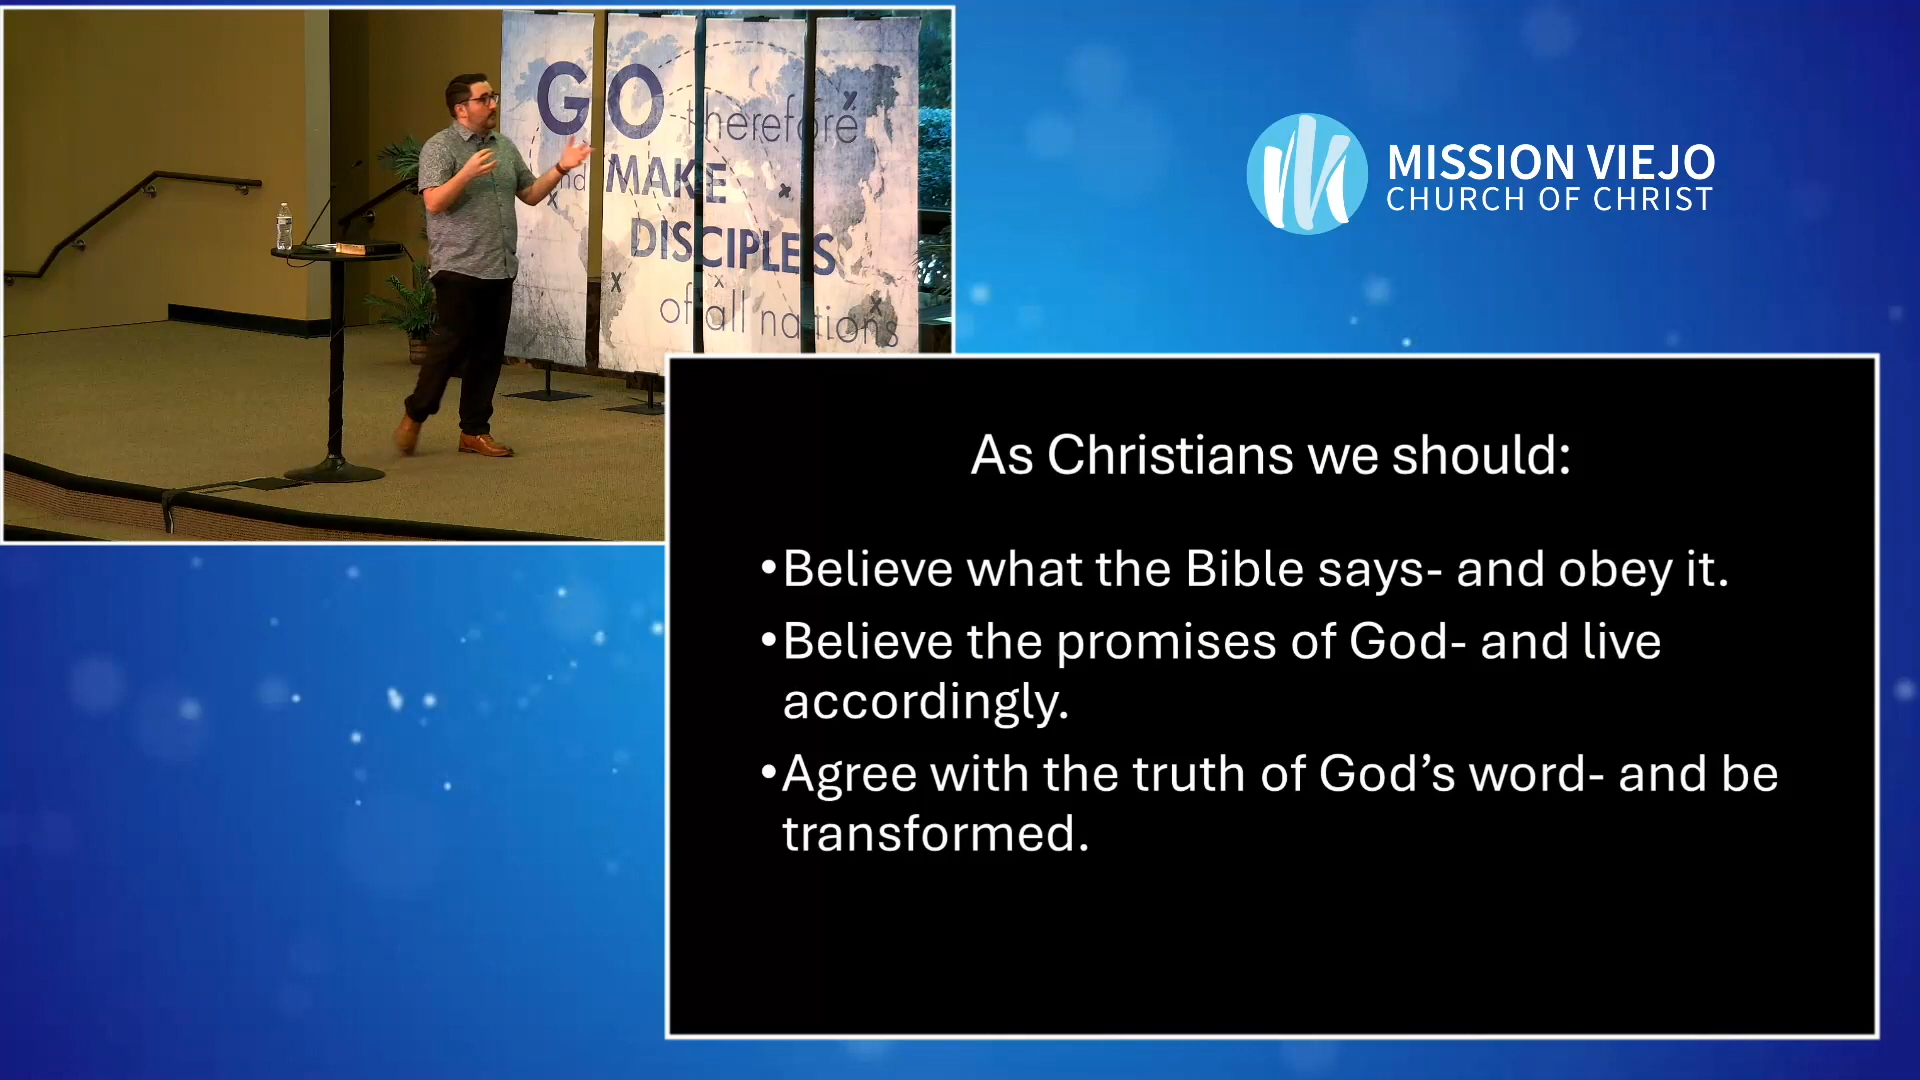 GO therefore
and MAKE
DISCIPLES
of all nations
MISSION VIEJO
CHURCH OF CHRIST
As Christians we should:
•Believe what the Bible says- and obey it.
•Believe the promises of God- and live
accordingly.
•Agree with the truth of God’s word- and be
transformed.